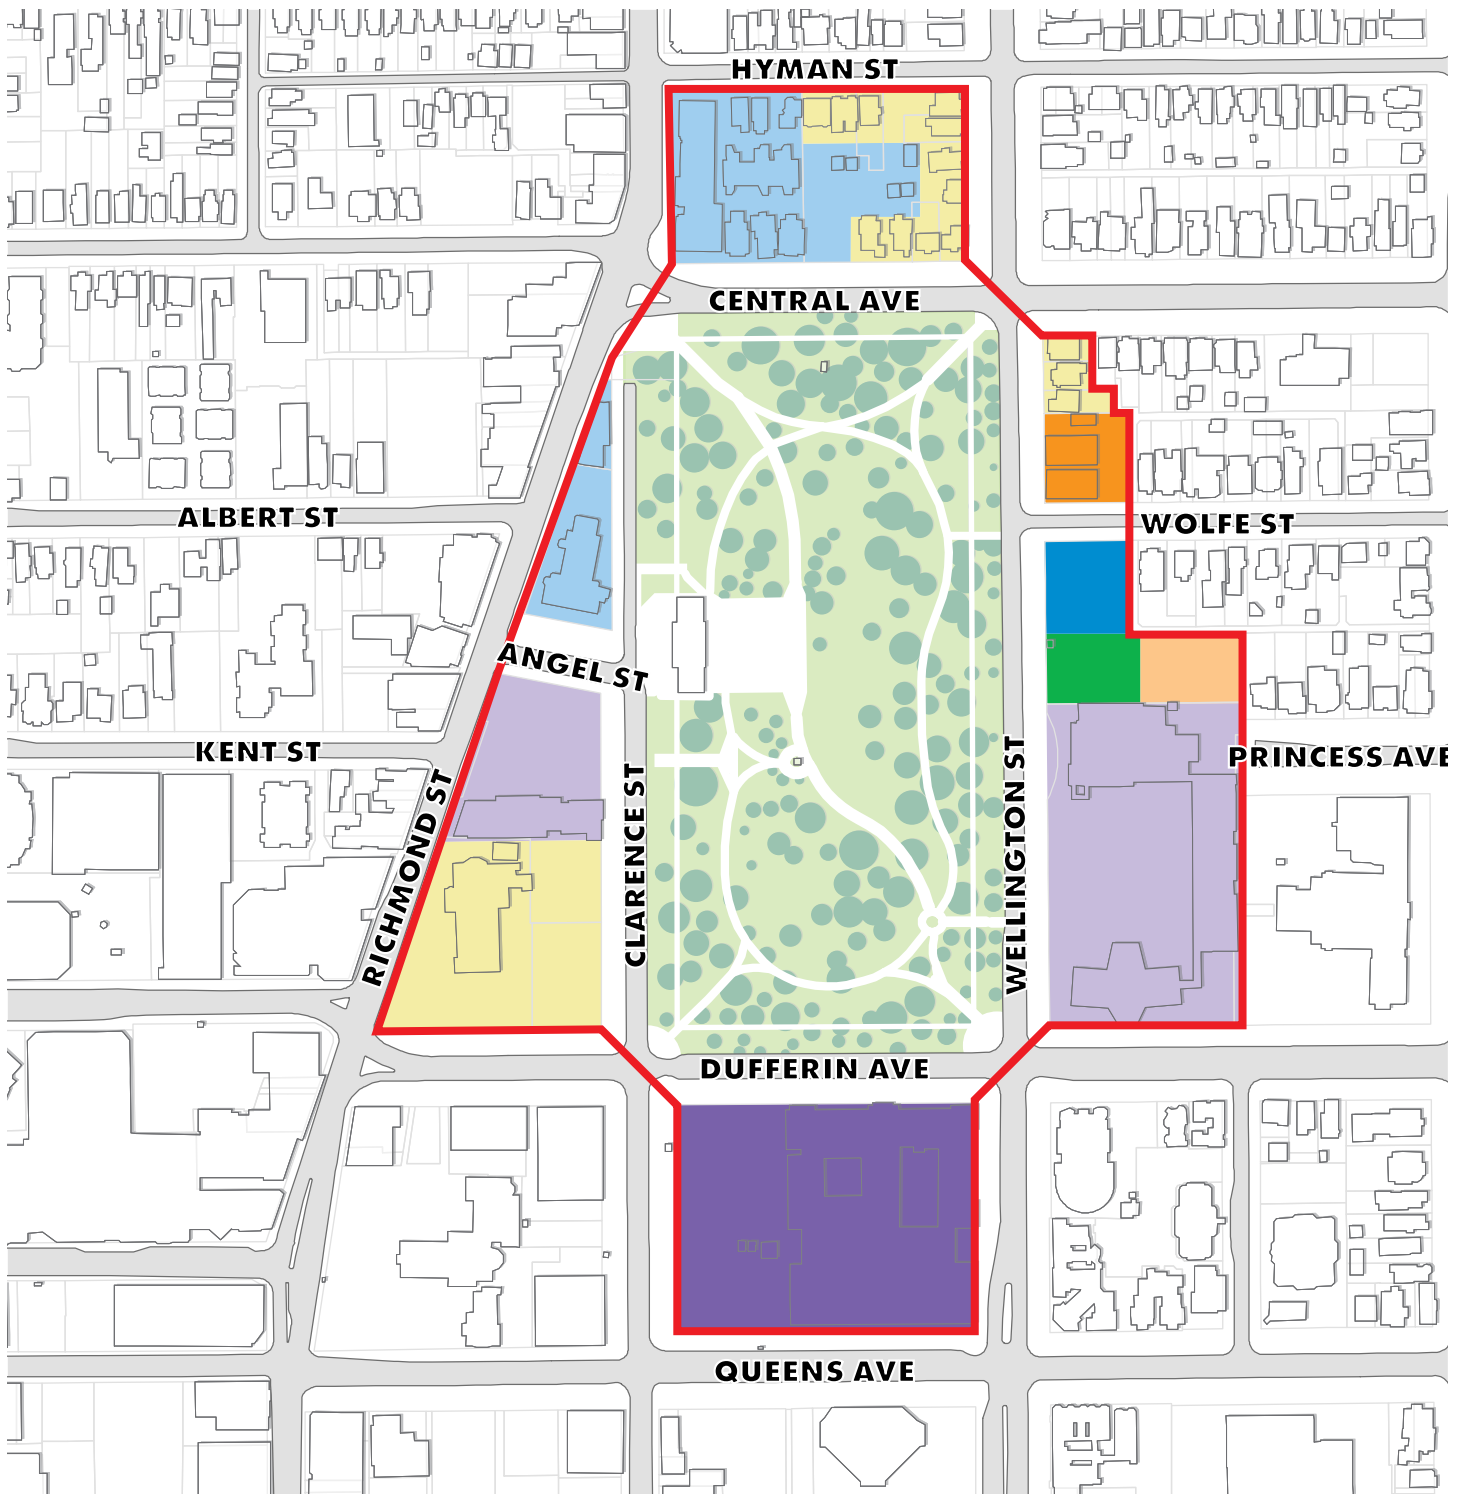 HYMAN ST
CENTRAL AVE
ALBERT ST
WOLFE ST
ANGEL ST
KENT ST
PRINCESS AVE
RICHMOND ST
CLARENCE ST
WELLINGTON ST
DUFFERIN AVE
QUEENS AVE